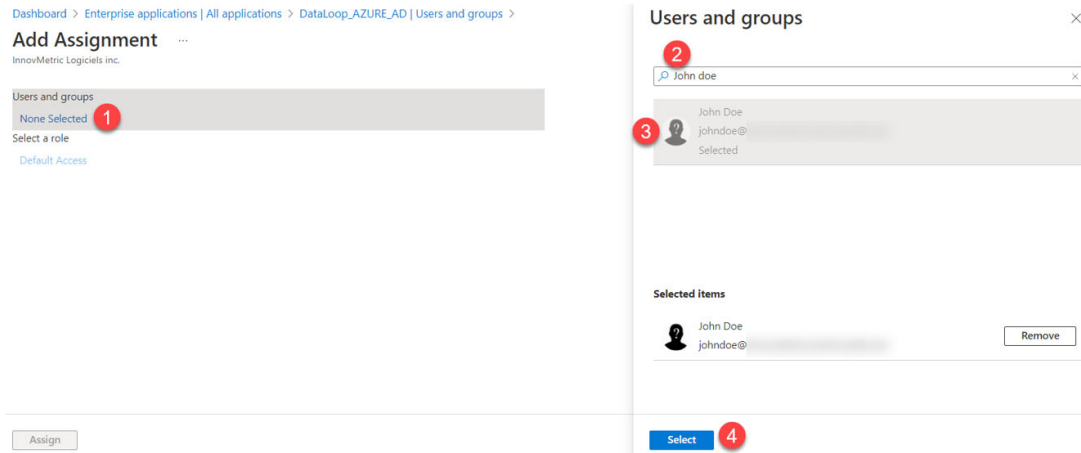 Dashboard > Enterprise applications | All applications > DataLoop_AZURE_AD | Users and groups >
Add Assignment ...
InnovMetric Logiciels inc.
Users and groups
None Selected 1
Select a role
Default Access
Assign
Users and groups ×
2
John doe ×
John Doe
3 johndoe@
Selected
Selected items
John Doe
johndoe@
Remove
Select 4